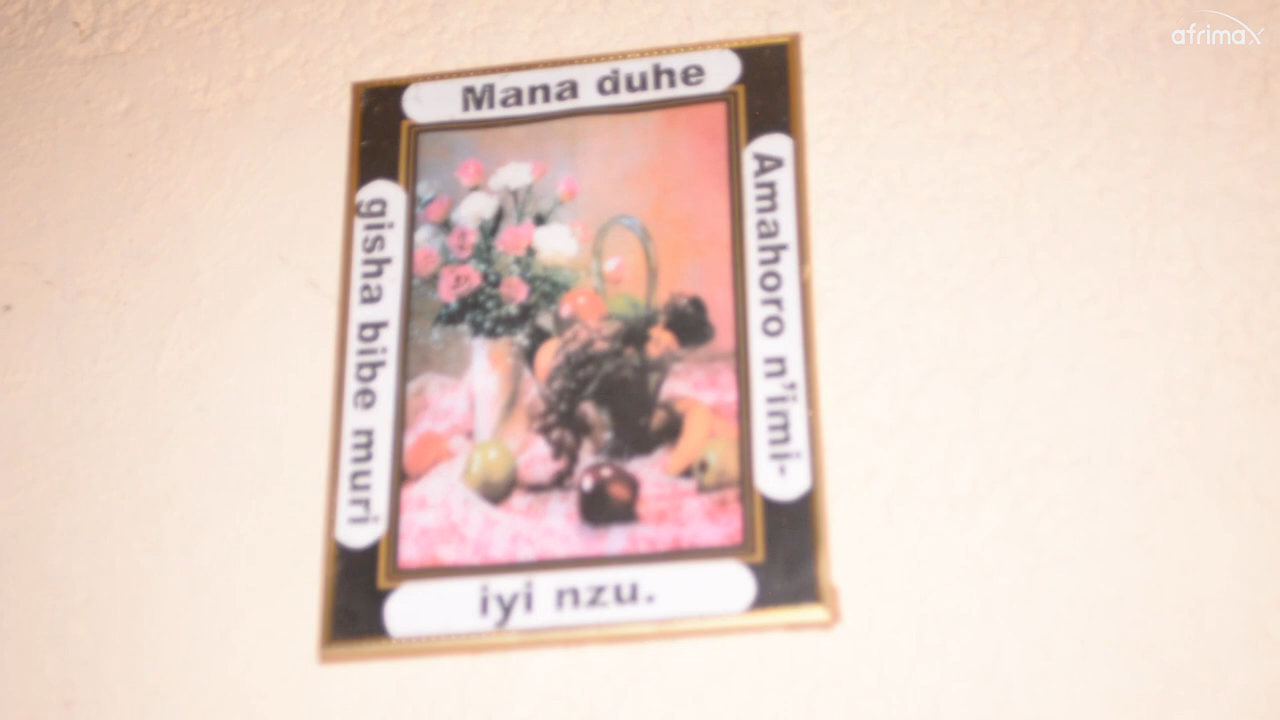 Mana duhe
Amahoro n'imi-
gisha bibe muri
iyi nzu.
afrimax